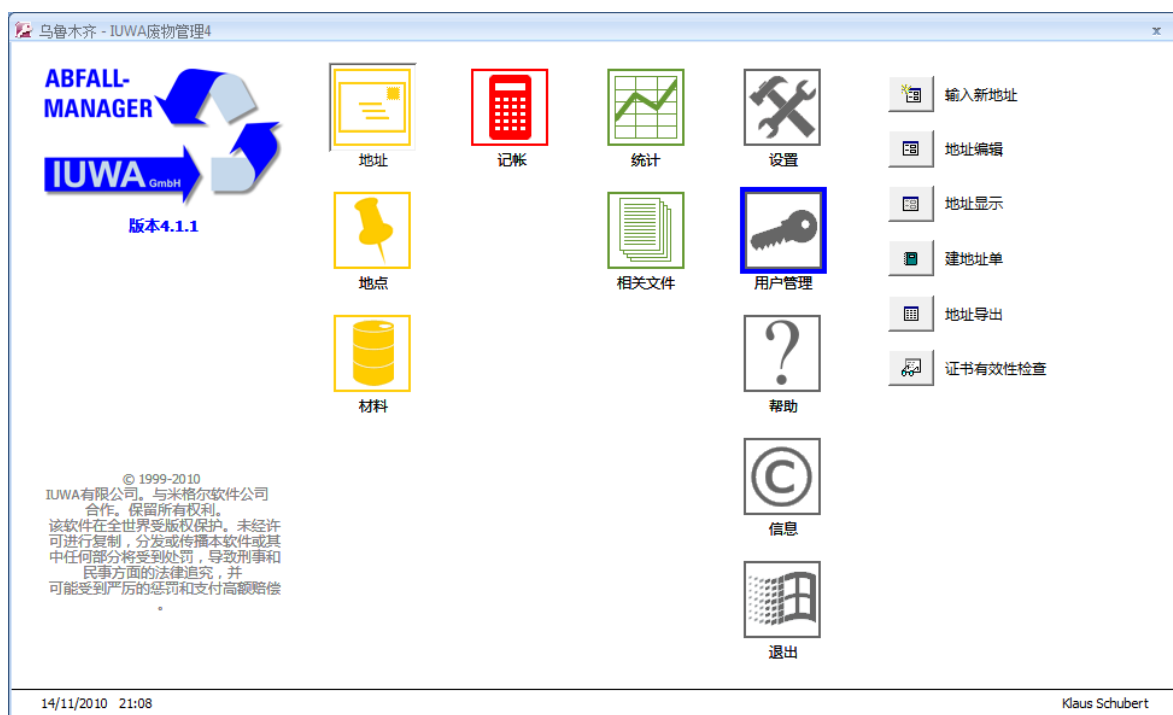 乌鲁木齐 - IUWA废物管理4
x
ABFALL-
MANAGER
IUWA GmbH
版本4.1.1
地址
记帐
统计
设置
地点
相关文件
用户管理
材料
?
帮助
©
信息
退出
输入新地址
地址编辑
地址显示
建地址单
地址导出
证书有效性检查
© 1999-2010
IUWA有限公司。与米格尔软件公司
合作。保留所有权利。
该软件在全世界受版权保护。未经许
可进行复制，分发或传播本软件或其
中任何部分将受到处罚，导致刑事和
民事方面的法律追究，并
可能受到严厉的惩罚和支付高额赔偿
。
14/11/2010 21:08
Klaus Schubert